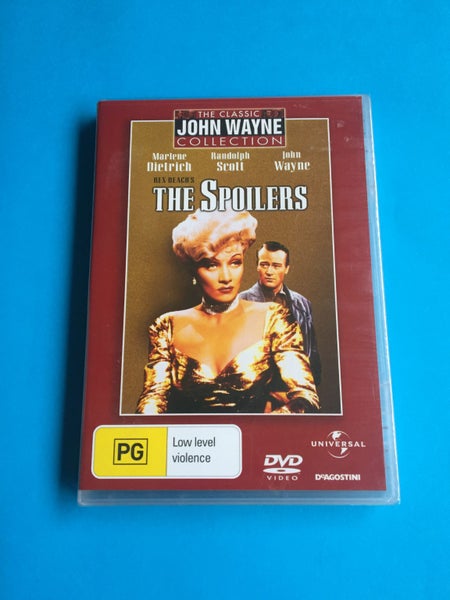 THE CLASSIC
JOHN WAYNE
COLLECTION
Marlene Dietrich
Randolph Scott
John Wayne
REX BEACH'S
THE SPOILERS
PG
Low level
violence
DVD
VIDEO
UNIVERSAL
DeAGOSTINI